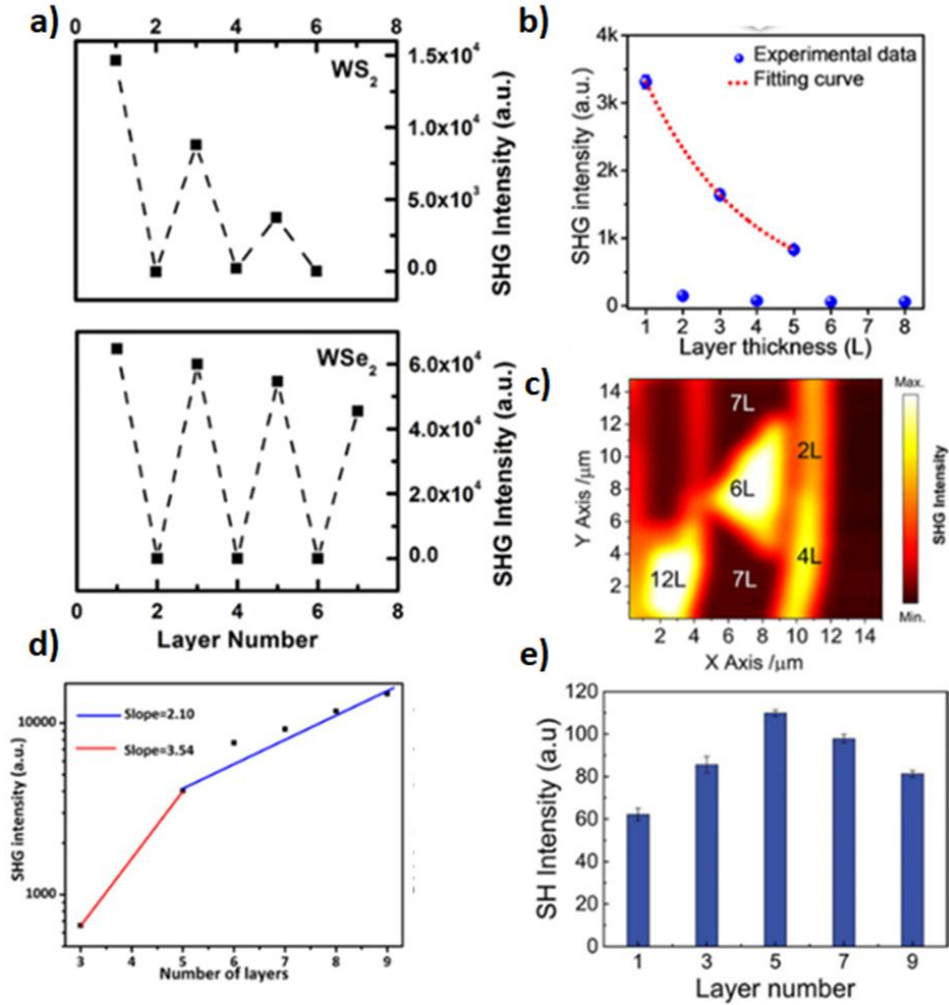 a)
0 2 4 6 8
WS2
1.5x10^4
1.0x10^4
5.0x10^3
0.0
SHG Intensity (a.u.)
WSe2
6.0x10^4
4.0x10^4
2.0x10^4
0.0
SHG Intensity (a.u.)
0 2 4 6 8
Layer Number
b)
4k
3k
2k
1k
0
SHG intensity (a.u.)
Experimental data
Fitting curve
1 2 3 4 5 6 7 8
Layer thickness (L)
c)
14
12
10
8
6
4
2
Y Axis /µm
7L
2L
6L
4L
12L
7L
2 4 6 8 10 12 14
X Axis /µm
Max.
SHG Intensity
Min.
d)
10000
1000
SHG intensity (a.u.)
Slope=2.10
Slope=3.54
3 4 5 6 7 8 9
Number of layers
e)
120
100
80
60
40
20
0
SH Intensity (a.u)
1 3 5 7 9
Layer number